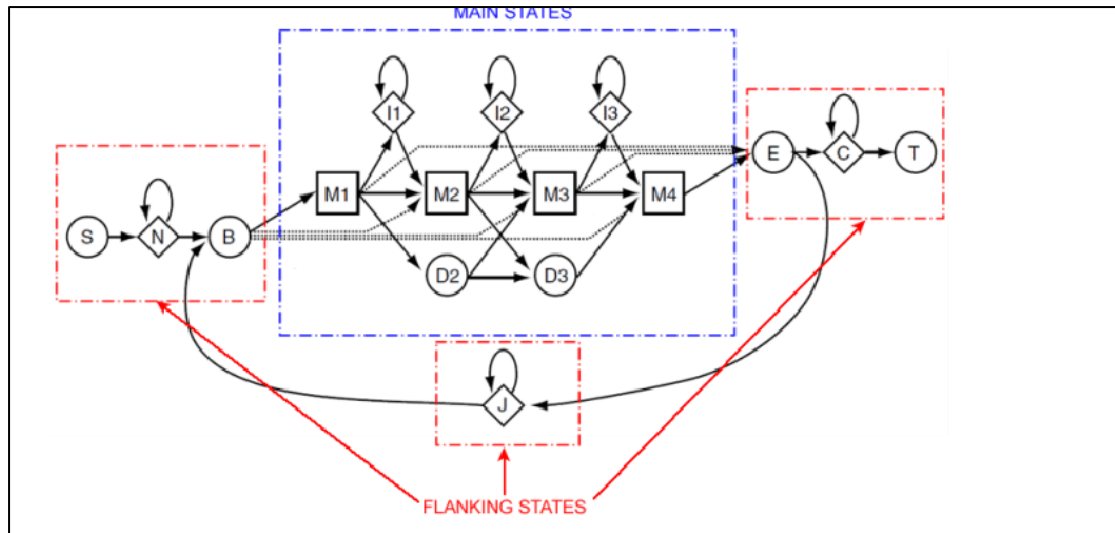 MAIN STATES
I1 I2 I3
E C T
M1 M2 M3 M4
S N B
D2 D3
J
FLANKING STATES